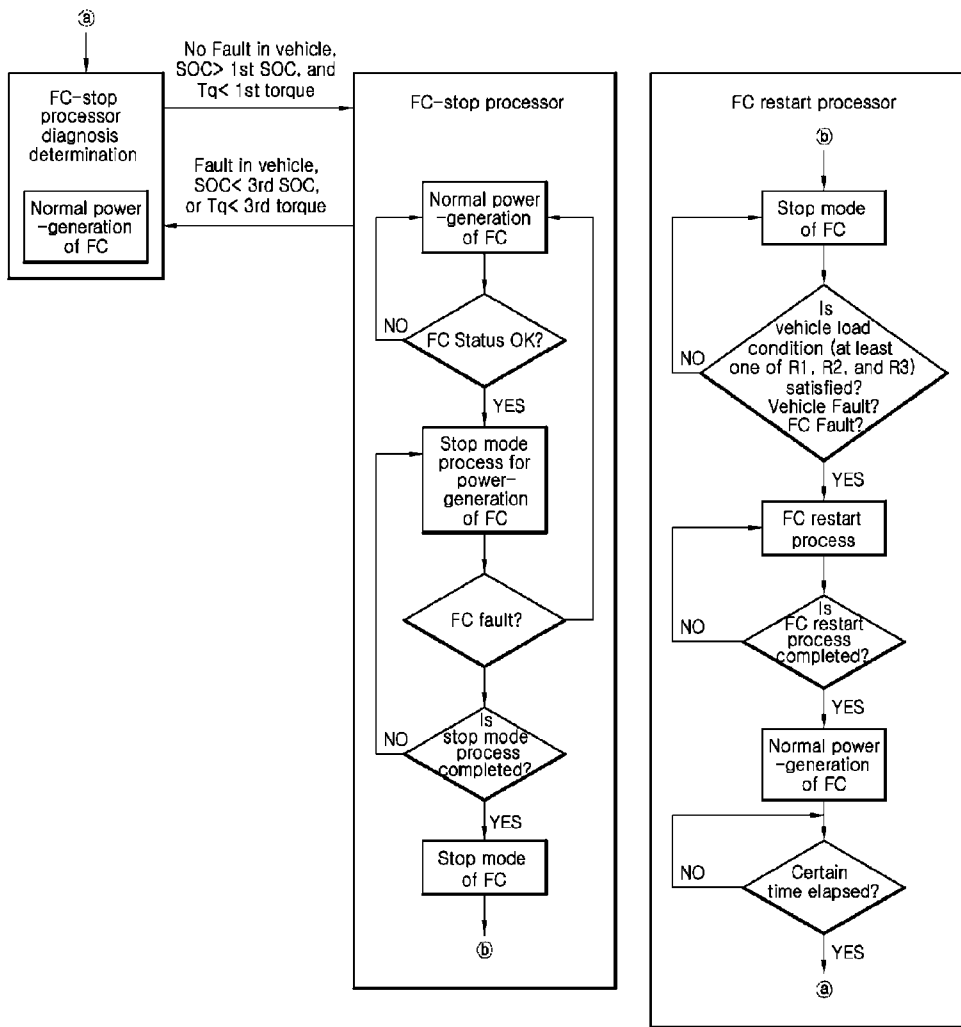 ⓐ
FC-stop
processor
diagnosis
determination
Normal power
-generation
of FC
No Fault in vehicle,
SOC> 1st SOC, and
Tq< 1st torque
Fault in vehicle,
SOC< 3rd SOC,
or Tq< 3rd torque
FC-stop processor
Normal power
-generation
of FC
NO
FC Status OK?
YES
Stop mode
process for
power-
generation
of FC
FC fault?
NO
Is
stop mode
process
completed?
YES
Stop mode
of FC
ⓑ
FC restart processor
ⓑ
Stop mode
of FC
NO
Is
vehicle load
condition (at least
one of R1, R2, and R3)
satisfied?
Vehicle Fault?
FC Fault?
YES
FC restart
process
NO
Is
FC restart
process
completed?
YES
Normal power
-generation
of FC
NO
Certain
time elapsed?
YES
ⓐ